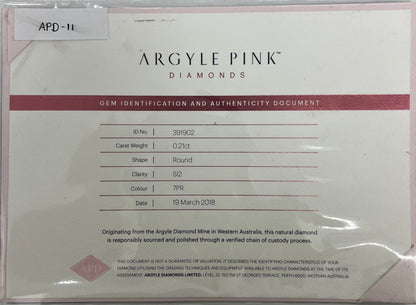 APD-11
ARGYLE PINK™
DIAMONDS
GEM IDENTIFICATION AND AUTHENTICITY DOCUMENT
ID No. 391902
Carat Weight 0.21ct
Shape Round
Clarity SI2
Colour 7PR
Date 19 March 2018
Originating from the Argyle Diamond Mine in Western Australia, this natural diamond
is responsibly sourced and polished through a verified chain of custody process.
APD
THIS DOCUMENT IS NOT A GUARANTEE OR VALUATION. IT DESCRIBES THE IDENTIFYING CHARACTERISTICS OF YOUR
DIAMOND UTILISING THE GRADING TECHNIQUES AND EQUIPMENT AVAILABLE TO ARGYLE DIAMONDS AT THE TIME OF ITS
ASSESSMENT. ARGYLE DIAMONDS LIMITED. LEVEL 20, 152-158 ST GEORGES TERRACE, PERTH 6000, WESTERN AUSTRALIA.